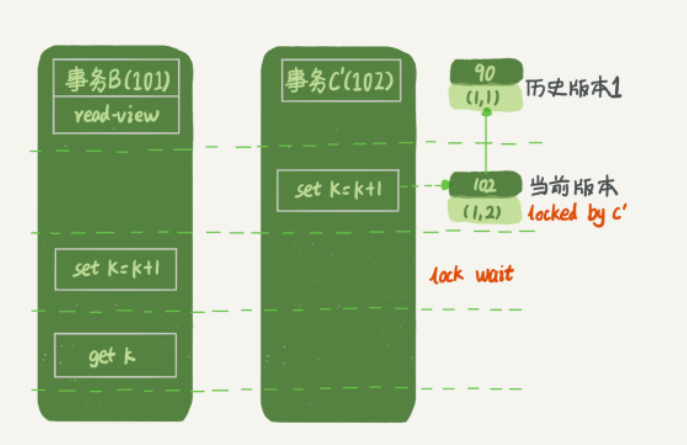 事务B(101)
read-view
事务C'(102)
90
(1,1)
历史版本1
set k=k+1
102
(1,2)
当前版本
locked by c'
set k=k+1
lock wait
get k